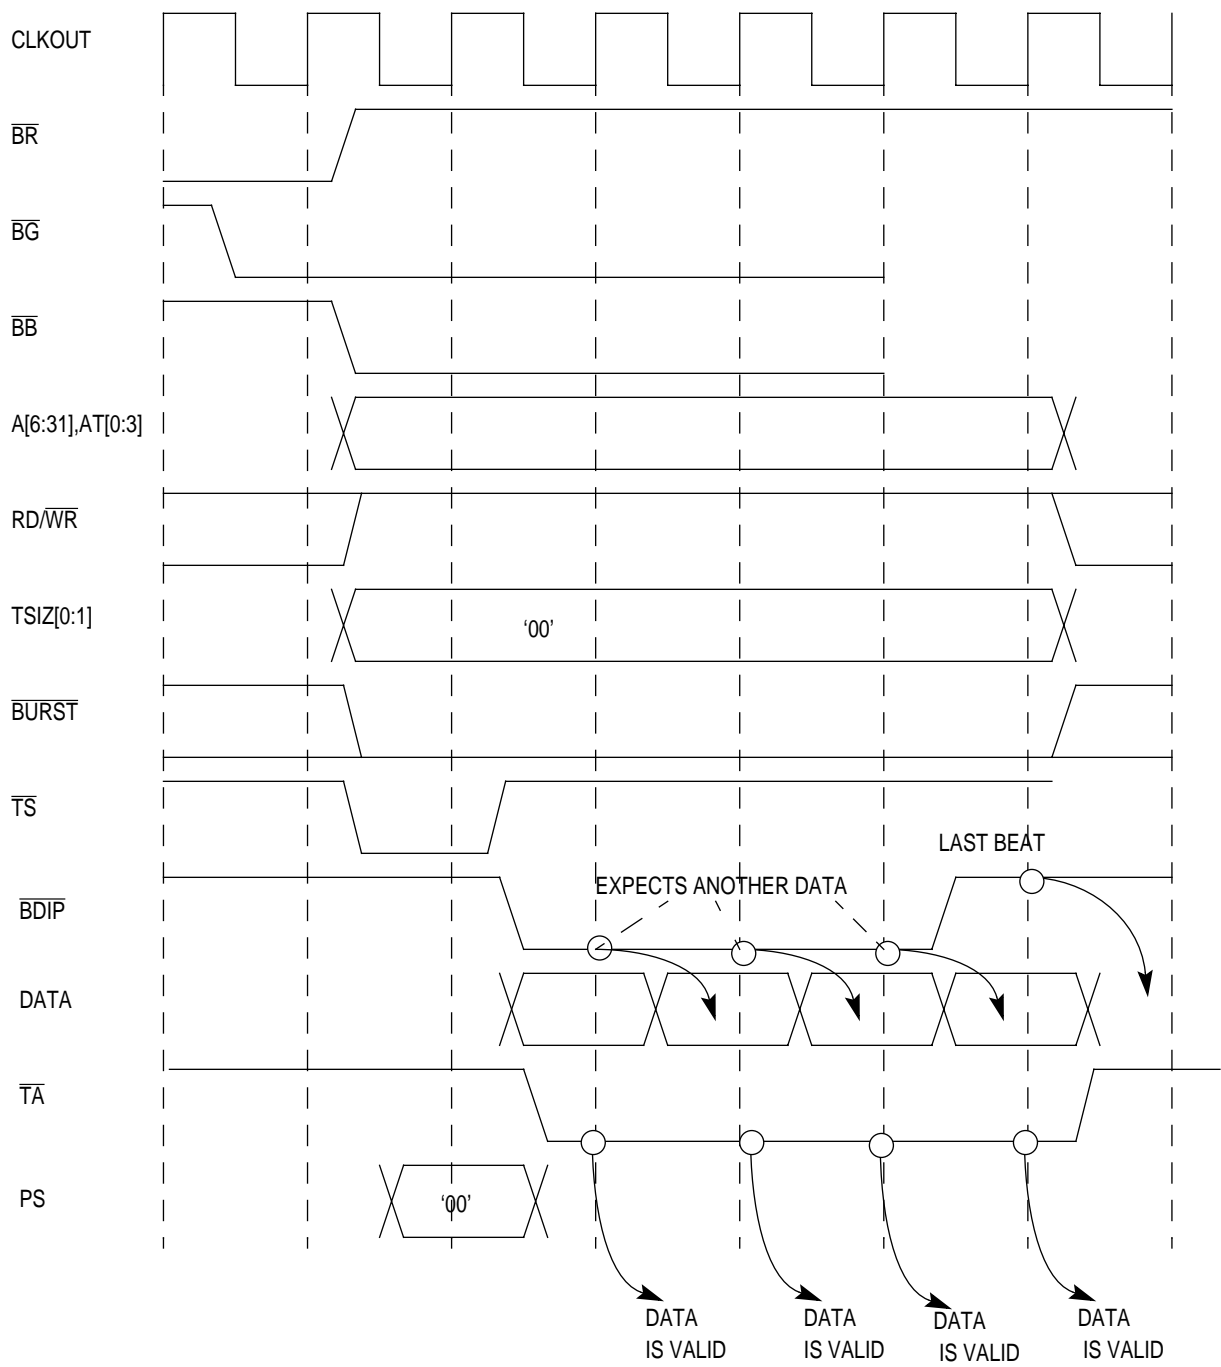 CLKOUT
BR
BG
BB
A[6:31],AT[0:3]
RD/WR
TSIZ[0:1]
‘00’
BURST
TS
LAST BEAT
EXPECTS ANOTHER DATA
BDIP
DATA
TA
PS
‘00’
DATA
IS VALID
DATA
IS VALID
DATA
IS VALID
DATA
IS VALID